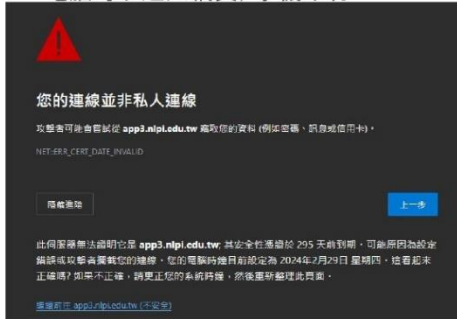 您的連線並非私人連線
攻擊者可能會嘗試從 app3.nlpi.edu.tw 竊取您的資料 (例如密碼、訊息或信用卡)。
NET::ERR_CERT_DATE_INVALID
隱藏進階
上一步
此伺服器無法證明它是 app3.nlpi.edu.tw; 其安全性憑證於 295 天前到期。可能原因為設定
錯誤或攻擊者攔截您的連線。您的電腦時鐘目前設定為 2024年2月29日 星期四。這看起來
正確嗎? 如果不正確，請更正您的系統時鐘，然後重新整理此頁面。
繼續前往 app3.nlpi.edu.tw (不安全)